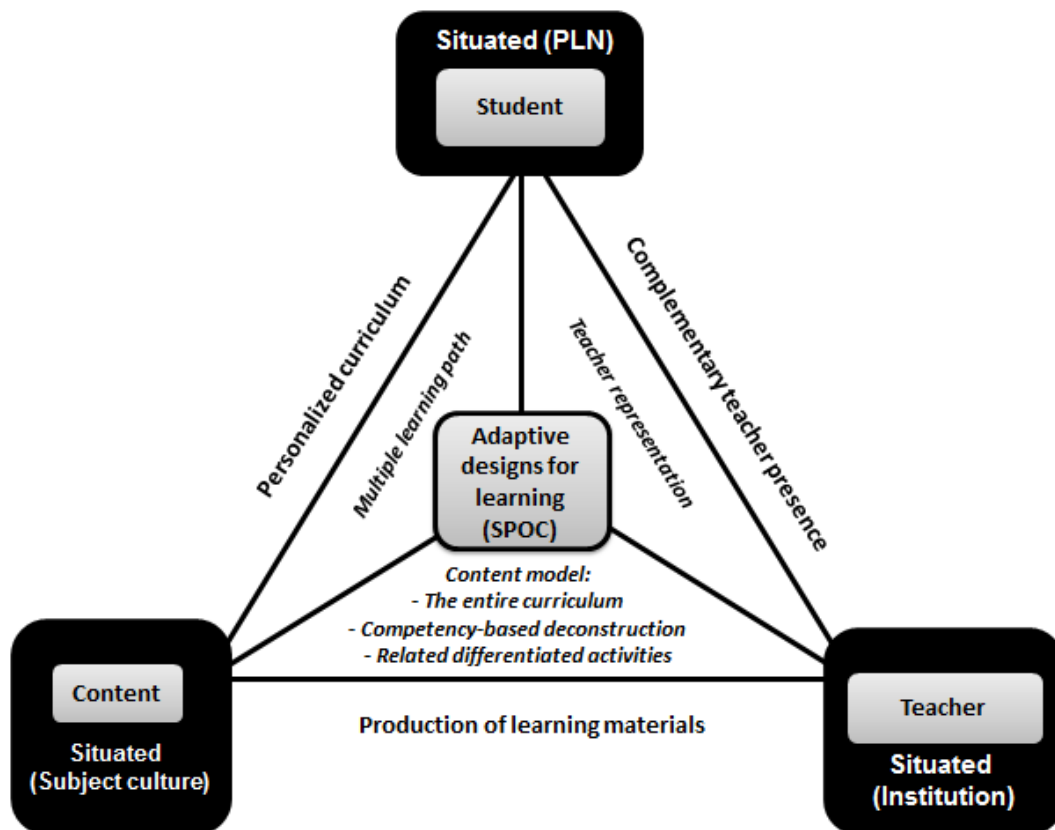 Situated (PLN)
Student
Personalized curriculum
Multiple learning path
Teacher representation
Complementary teacher presence
Adaptive
designs for
learning
(SPOC)
Content model:
- The entire curriculum
- Competency-based deconstruction
- Related differentiated activities
Content
Situated
(Subject culture)
Production of learning materials
Teacher
Situated
(Institution)